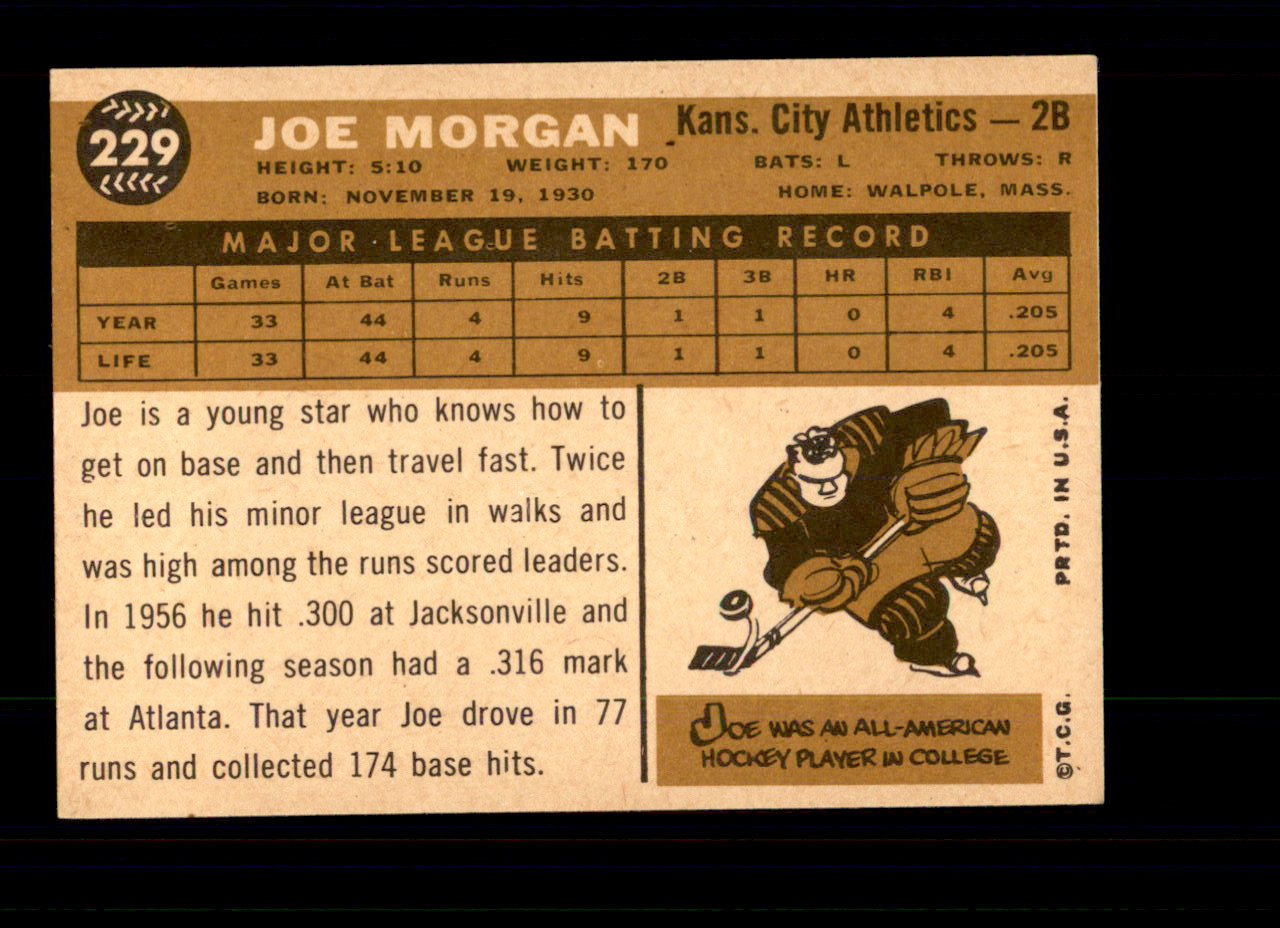 229
JOE MORGAN
Kans. City Athletics — 2B
HEIGHT: 5:10 WEIGHT: 170 BATS: L THROWS: R
BORN: NOVEMBER 19, 1930 HOME: WALPOLE, MASS.
MAJOR LEAGUE BATTING RECORD
Games At Bat Runs Hits 2B 3B HR RBI Avg
YEAR 33 44 4 9 1 1 0 4 .205
LIFE 33 44 4 9 1 1 0 4 .205
Joe is a young star who knows how to
get on base and then travel fast. Twice
he led his minor league in walks and
was high among the runs scored leaders.
In 1956 he hit .300 at Jacksonville and
the following season had a .316 mark
at Atlanta. That year Joe drove in 77
runs and collected 174 base hits.
JOE WAS AN ALL-AMERICAN
HOCKEY PLAYER IN COLLEGE
©T.C.G. PRTD. IN U.S.A.